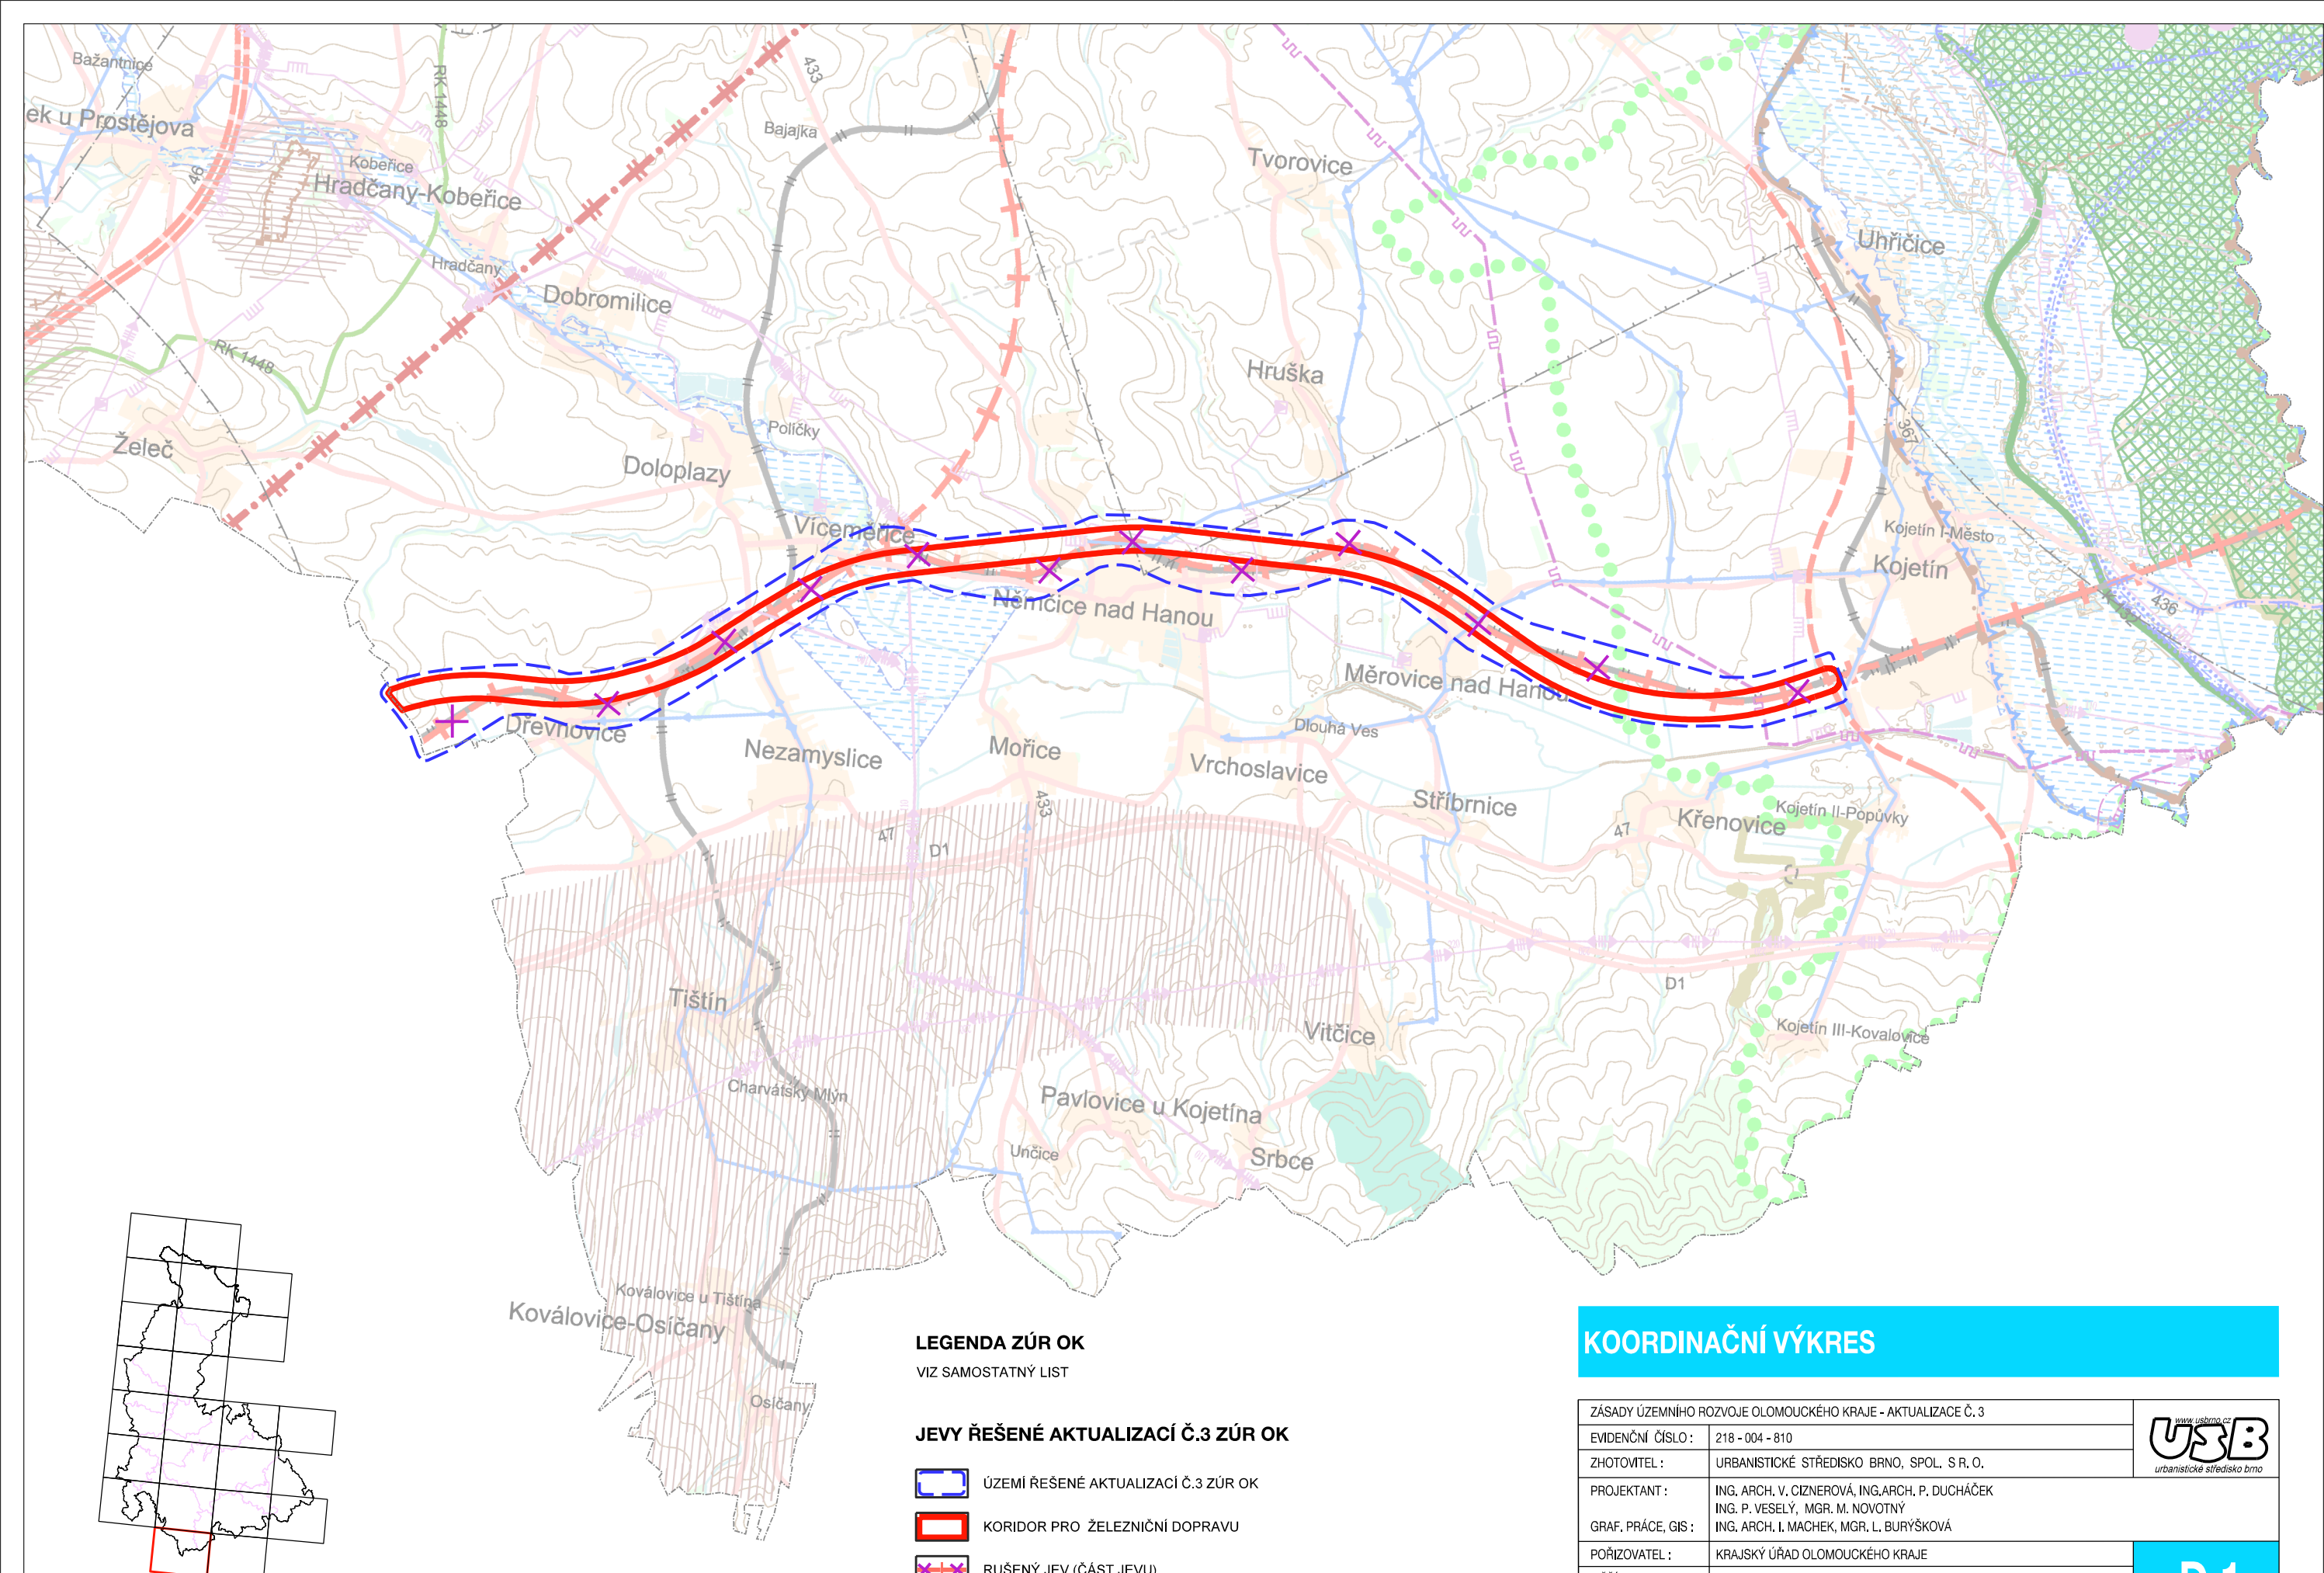 Bažantnice
ek u Prostějova
46
Kobeřice
Hradčany-Kobeřice
RK 1448
433
Bajajka
Tvorovice
Uhřičice
Hradčany
Dobromilice
RK 1448
Želeč
Doloplazy
Poličky
Hruška
367
Víceměřice
Kojetín I-Město
Kojetín
436
Němčice nad Hanou
Měrovice nad Hanou
Dřevnovice
Nezamyslice
Mořice
Dlouhá Ves
Vrchoslavice
Stříbrnice
433
47
D1
47
Křenovice
Kojetín II-Popůvky
D1
Tištín
Vitčice
Kojetín III-Kovalovice
Charvátský Mlýn
Pavlovice u Kojetína
Unčice
Srbce
Koválovice u Tištína
Koválovice-Osíčany
Osíčany
LEGENDA ZÚR OK
VIZ SAMOSTATNÝ LIST
JEVY ŘEŠENÉ AKTUALIZACÍ Č.3 ZÚR OK
ÚZEMÍ ŘEŠENÉ AKTUALIZACÍ Č.3 ZÚR OK
KORIDOR PRO ŽELEZNIČNÍ DOPRAVU
RUŠENÝ JEV (ČÁST JEVU)
KOORDINAČNÍ VÝKRES
ZÁSADY ÚZEMNÍHO ROZVOJE OLOMOUCKÉHO KRAJE - AKTUALIZACE Č. 3
EVIDENČNÍ ČÍSLO : 218 - 004 - 810
ZHOTOVITEL : URBANISTICKÉ STŘEDISKO BRNO, SPOL. S R. O.
www.usbrno.cz
USB
urbanistické středisko brno
PROJEKTANT : ING. ARCH. V. CIZNEROVÁ, ING.ARCH. P. DUCHÁČEK
ING. P. VESELÝ, MGR. M. NOVOTNÝ
GRAF. PRÁCE, GIS : ING. ARCH. I. MACHEK, MGR. L. BURÝŠKOVÁ
POŘIZOVATEL : KRAJSKÝ ÚŘAD OLOMOUCKÉHO KRAJE